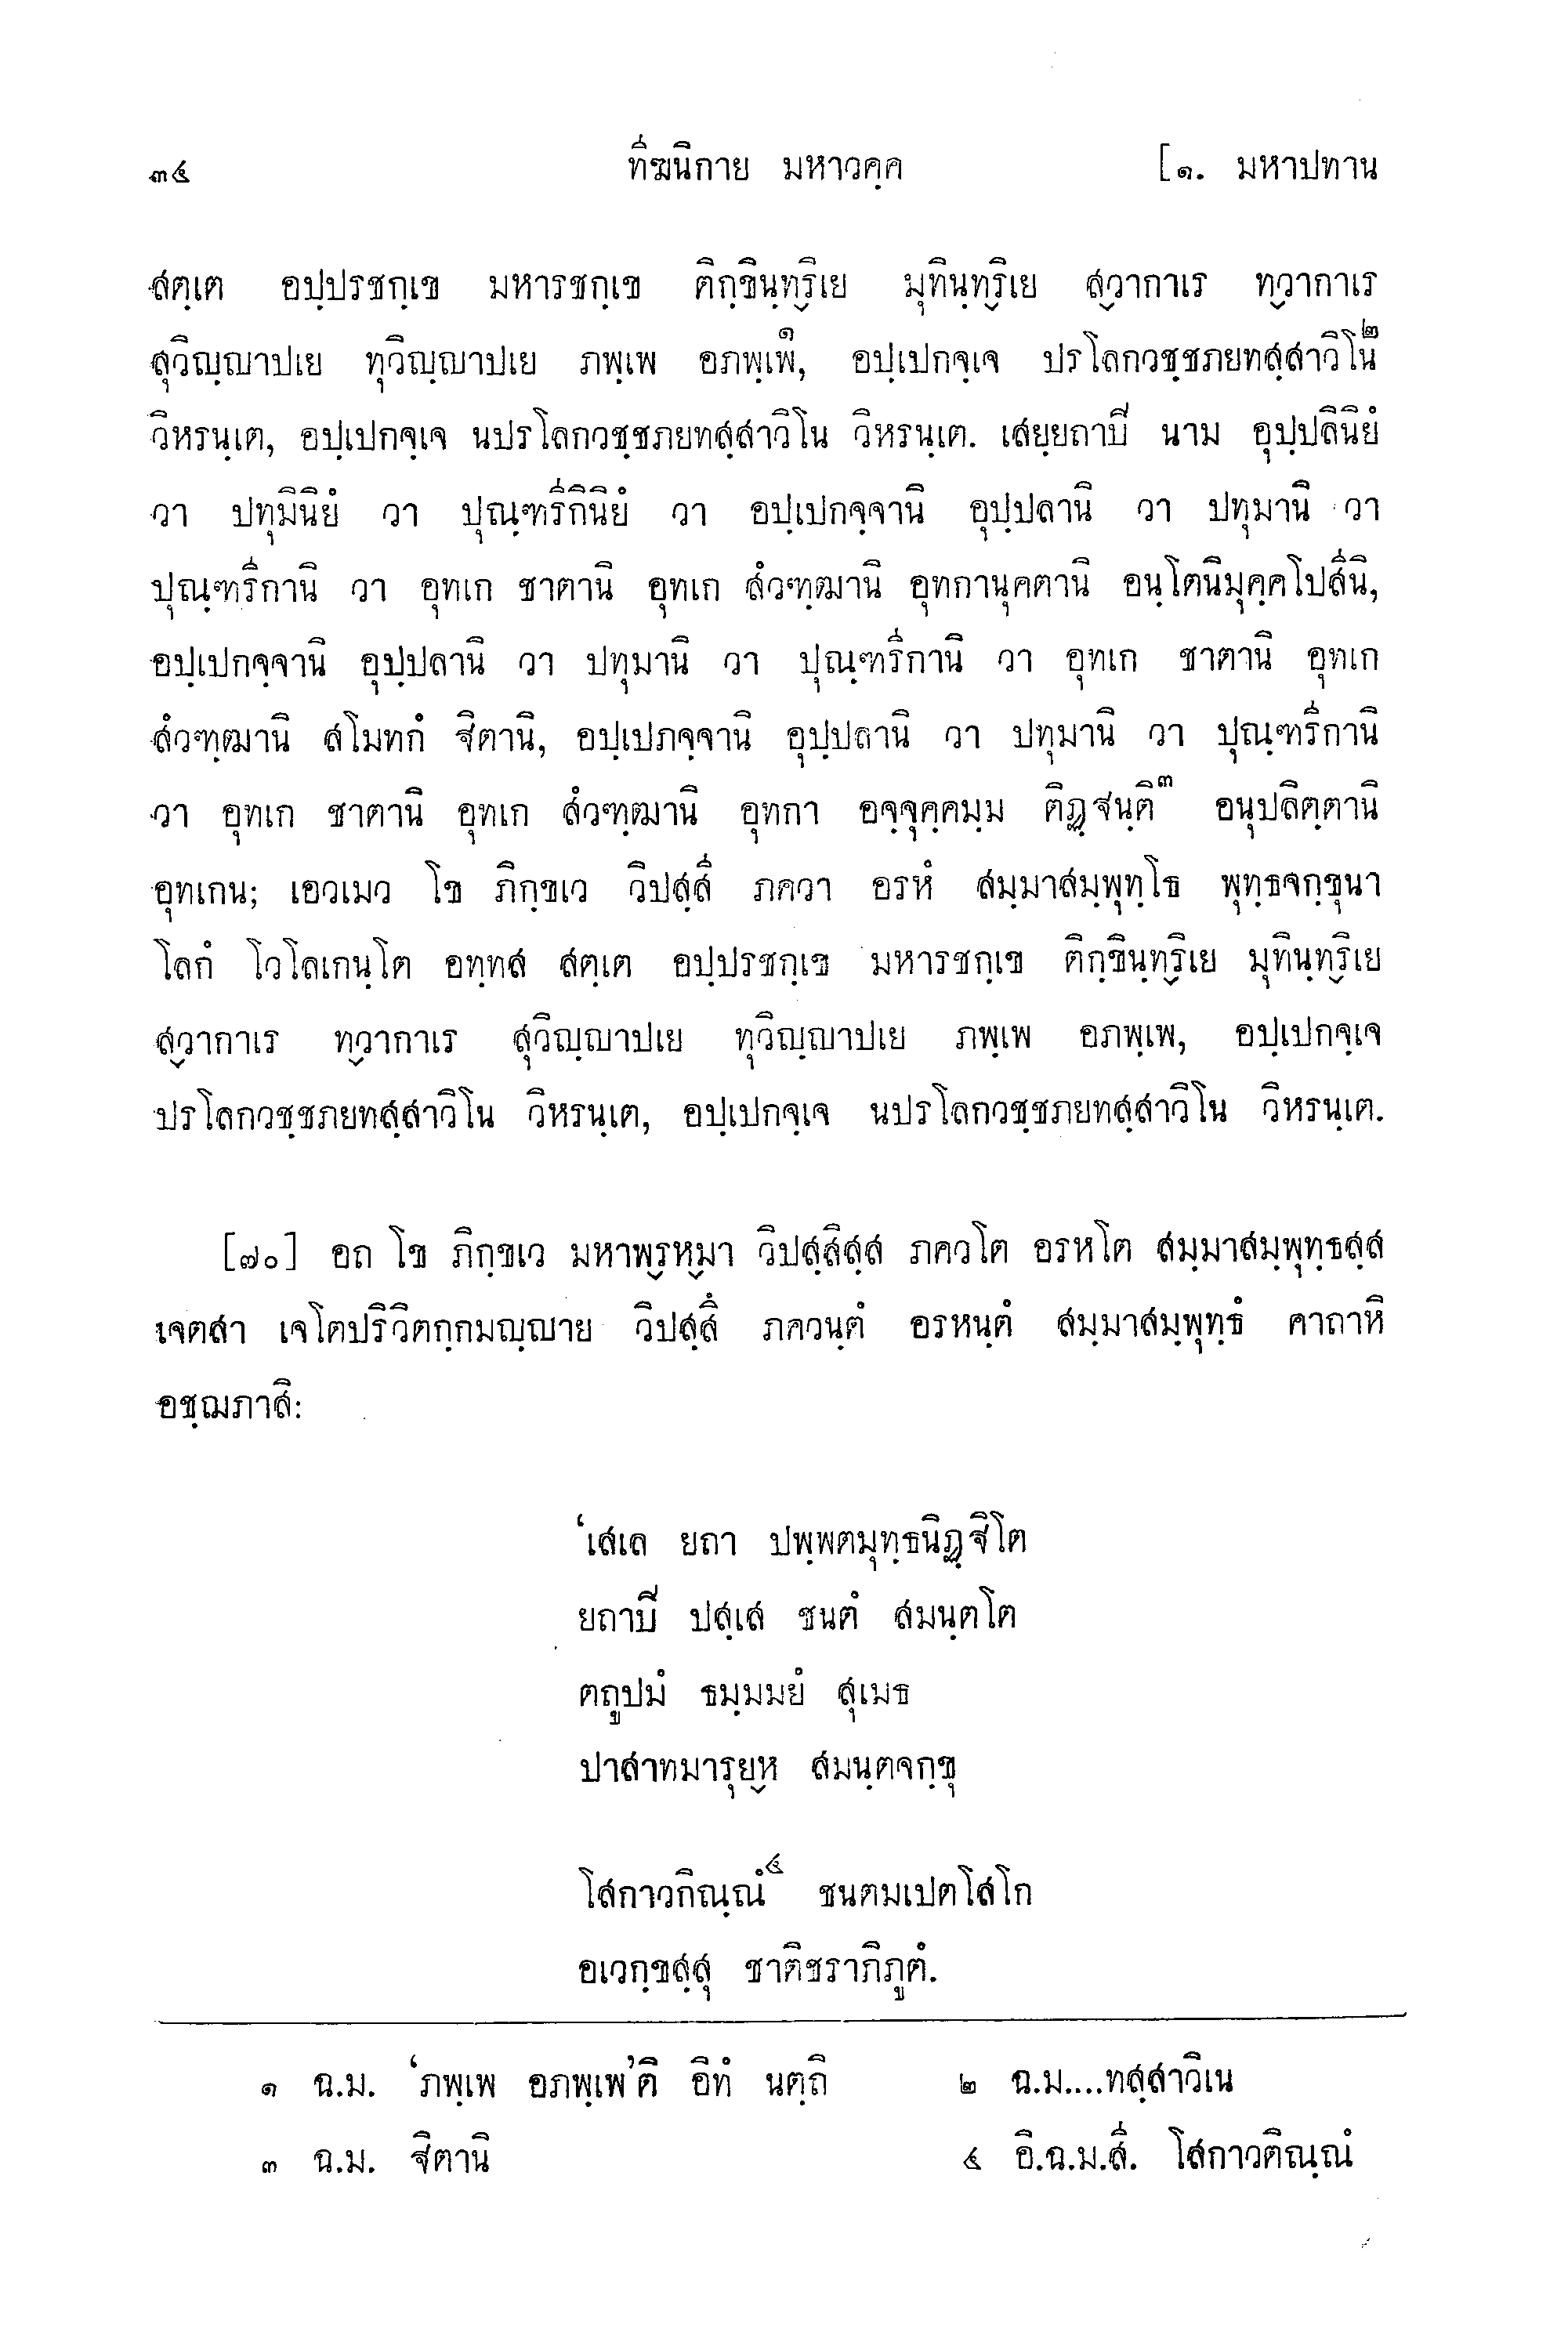 ๓๔ ทีฆนิกาย มหาวคฺค [๑. มหาปทาน
สตฺเต อปฺปรชกฺเข มหารชกฺเข ติกฺขินฺทฺริเย มุทินฺทฺริเย สฺวากาเร ทฺวากาเร
สุวิญฺญาปเย ทุวิญฺญาปเย ภพฺเพ อภพฺเพ๑, อปฺเปกจฺเจ ปรโลกวชฺชภยทสฺสาวิโน๒
วิหรนฺเต, อปฺเปกจฺเจ นปรโลกวชฺชภยทสฺสาวิโน วิหรนฺเต. เสยฺยถาปิ นาม อุปฺปลินิยํ
วา ปทุมินิยํ วา ปุณฺฑรีกินิยํ วา อปฺเปกจฺจานิ อุปฺปลานิ วา ปทุมานิ วา
ปุณฺฑรีกานิ วา อุทเก ชาตานิ อุทเก สํวฑฺฒานิ อุทกานุคตานิ อนฺโตนิมุคฺคโปสีนิ,
อปฺเปกจฺจานิ อุปฺปลานิ วา ปทุมานิ วา ปุณฺฑรีกานิ วา อุทเก ชาตานิ อุทเก
สํวฑฺฒานิ สโมทกํ ฐิตานิ, อปฺเปกจฺจานิ อุปฺปลานิ วา ปทุมานิ วา ปุณฺฑรีกานิ
วา อุทเก ชาตานิ อุทเก สํวฑฺฒานิ อุทกา อจฺจุคฺคมฺม ติฏฺฐนฺติ๓ อนุปลิตฺตานิ
อุทเกน; เอวเมว โข ภิกฺขเว วิปสฺสี ภควา อรหํ สมฺมาสมฺพุทฺโธ พุทฺธจกฺขุนา
โลกํ โวโลเกนฺโต อทฺทส สตฺเต อปฺปรชกฺเข มหารชกฺเข ติกฺขินฺทฺริเย มุทินฺทฺริเย
สฺวากาเร ทฺวากาเร สุวิญฺญาปเย ทุวิญฺญาปเย ภพฺเพ อภพฺเพ, อปฺเปกจฺเจ
ปรโลกวชฺชภยทสฺสาวิโน วิหรนฺเต, อปฺเปกจฺเจ นปรโลกวชฺชภยทสฺสาวิโน วิหรนฺเต.
[๗๐] อถ โข ภิกฺขเว มหาพฺรหฺมา วิปสฺสิสฺส ภควโต อรหโต สมฺมาสมฺพุทฺธสฺส
เจตสา เจโตปริวิตกฺกมญฺญาย วิปสฺสึ ภควนฺตํ อรหนฺตํ สมฺมาสมฺพุทฺธํ คาถาหิ
อชฺฌภาสิ:
‘เสเล ยถา ปพฺพตมุทฺธนิฏฺฐิโต
ยถาปิ ปสฺเส ชนตํ สมนฺตโต
ตถูปมํ ธมฺมมยํ สุเมธ
ปาสาทมารุยฺห สมนฺตจกฺขุ
โสกาวกิณฺณํ๔ ชนตมเปตโสโก
อเวกฺขสฺสุ ชาติชราภิภูตํ.
๑ ฉ.ม. ‘ภพฺเพ อภพฺเพ’ติ อิทํ นตฺถิ ๒ ฉ.ม....ทสฺสาวิเน
๓ ฉ.ม. ฐิตานิ ๔ อิ.ฉ.ม.สี. โสกาวติณฺณํ